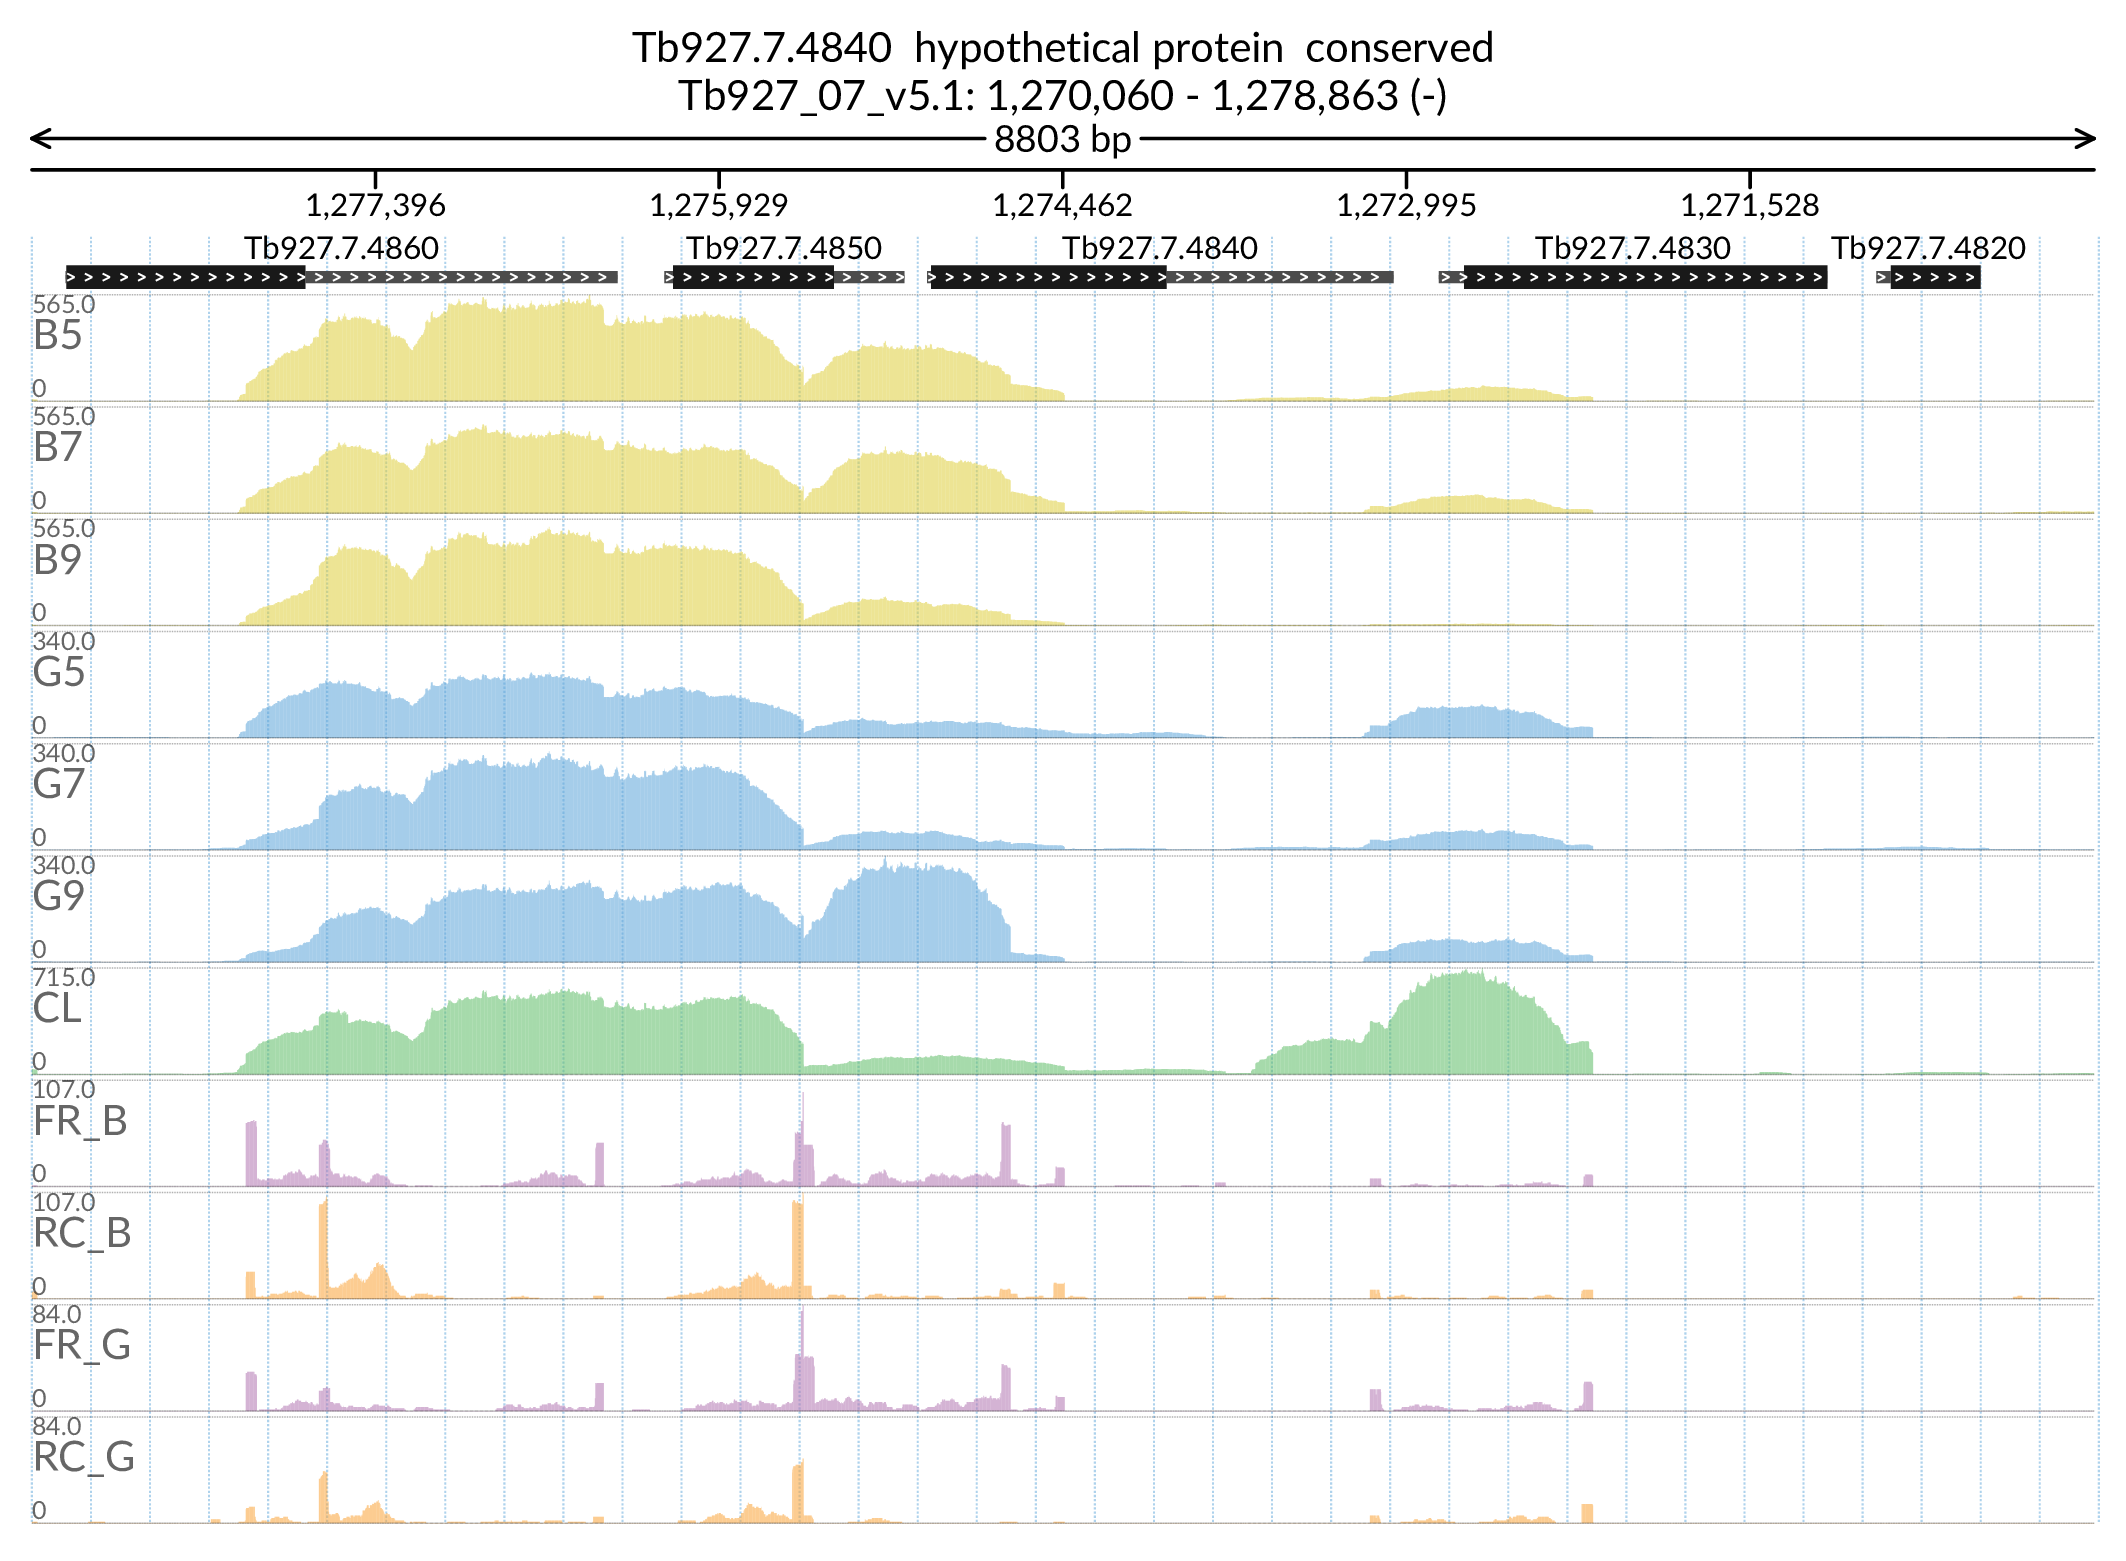 Tb927.7.4840 hypothetical protein conserved
Tb927_07_v5.1: 1,270,060 - 1,278,863 (-)
8803 bp
1,277,396 1,275,929 1,274,462 1,272,995 1,271,528
Tb927.7.4860 Tb927.7.4850 Tb927.7.4840 Tb927.7.4830 Tb927.7.4820
565.0
B5
0
565.0
B7
0
565.0
B9
0
340.0
G5
0
340.0
G7
0
340.0
G9
0
715.0
CL
0
107.0
FR_B
0
107.0
RC_B
0
84.0
FR_G
0
84.0
RC_G
0